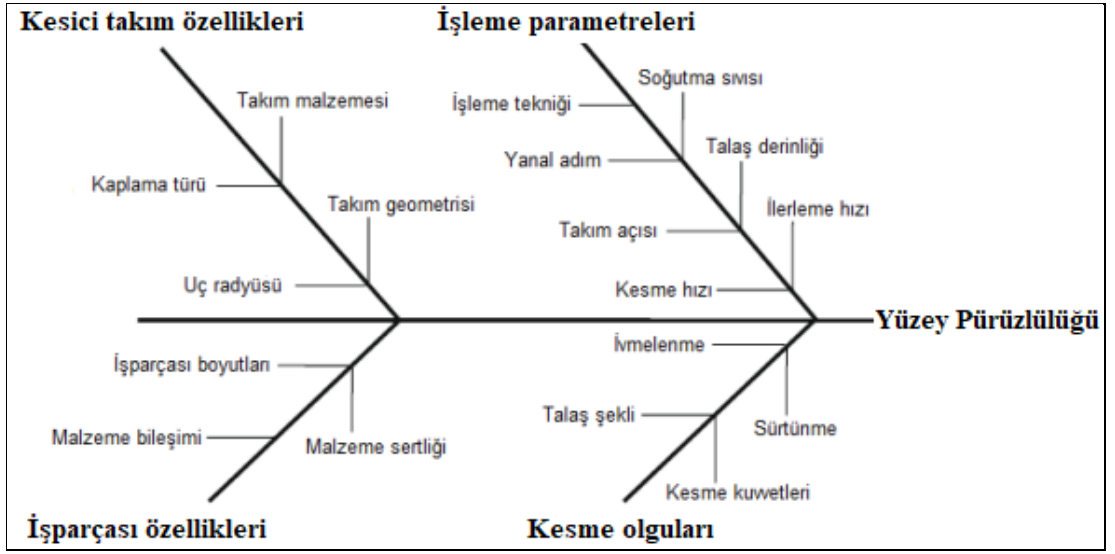 Kesici takım özellikleri
İşleme parametreleri
Takım malzemesi
Kaplama türü
Takım geometrisi
Uç radyüsü
Soğutma sıvısı
İşleme tekniği
Talaş derinliği
Yanal adım
İlerleme hızı
Takım açısı
Kesme hızı
Yüzey Pürüzlülüğü
İşparçası boyutları
Malzeme bileşimi
Malzeme sertliği
İvmelenme
Talaş şekli
Sürtünme
Kesme kuvvetleri
İşparçası özellikleri
Kesme olguları